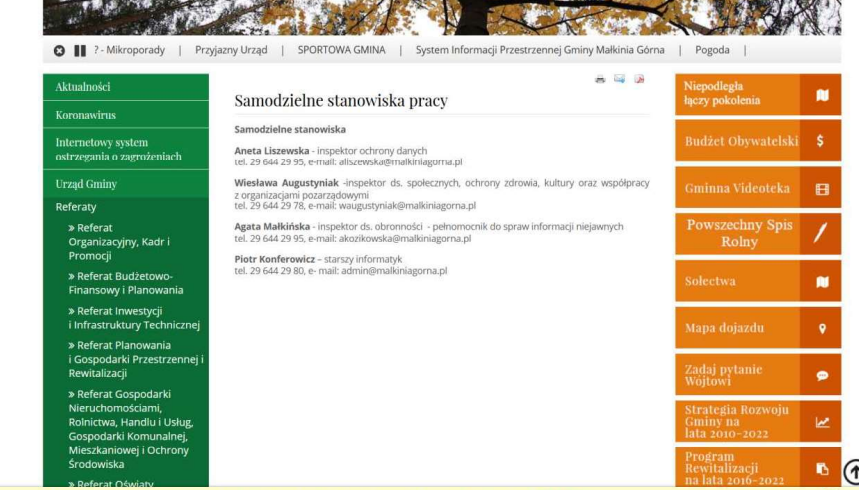 ? - Mikroporady | Przyjazny Urząd | SPORTOWA GMINA | System Informacji Przestrzennej Gminy Małkinia Górna | Pogoda |
Aktualności
Koronawirus
Internetowy system
ostrzegania o zagrożeniach
Urząd Gminy
Referaty
» Referat
Organizacyjny, Kadr i
Promocji
» Referat Budżetowo-
Finansowy i Planowania
» Referat Inwestycji
i Infrastruktury Technicznej
» Referat Planowania
i Gospodarki Przestrzennej i
Rewitalizacji
» Referat Gospodarki
Nieruchomościami,
Rolnictwa, Handlu i Usług,
Gospodarki Komunalnej,
Mieszkaniowej i Ochrony
Środowiska
» Referat Oświaty
Samodzielne stanowiska pracy
Samodzielne stanowiska
Aneta Liszewska - inspektor ochrony danych
tel. 29 644 29 95, e-mail: aliszewska@malkiniagorna.pl
Wiesława Augustyniak -inspektor ds. społecznych, ochrony zdrowia, kultury oraz współpracy
z organizacjami pozarządowymi
tel. 29 644 29 78, e-mail: waugustyniak@malkiniagorna.pl
Agata Małkińska - inspektor ds. obronności - pełnomocnik do spraw informacji niejawnych
tel. 29 644 29 95, e-mail: akozikowska@malkiniagorna.pl
Piotr Konferowicz – starszy informatyk
tel. 29 644 29 80, e- mail: admin@malkiniagorna.pl
Niepodległa
łączy pokolenia
Budżet Obywatelski
Gminna Videoteka
Powszechny Spis
Rolny
Sołectwa
Mapa dojazdu
Zadaj pytanie
Wójtowi
Strategia Rozwoju
Gminy na
lata 2010-2022
Program
Rewitalizacji
na lata 2016-2022